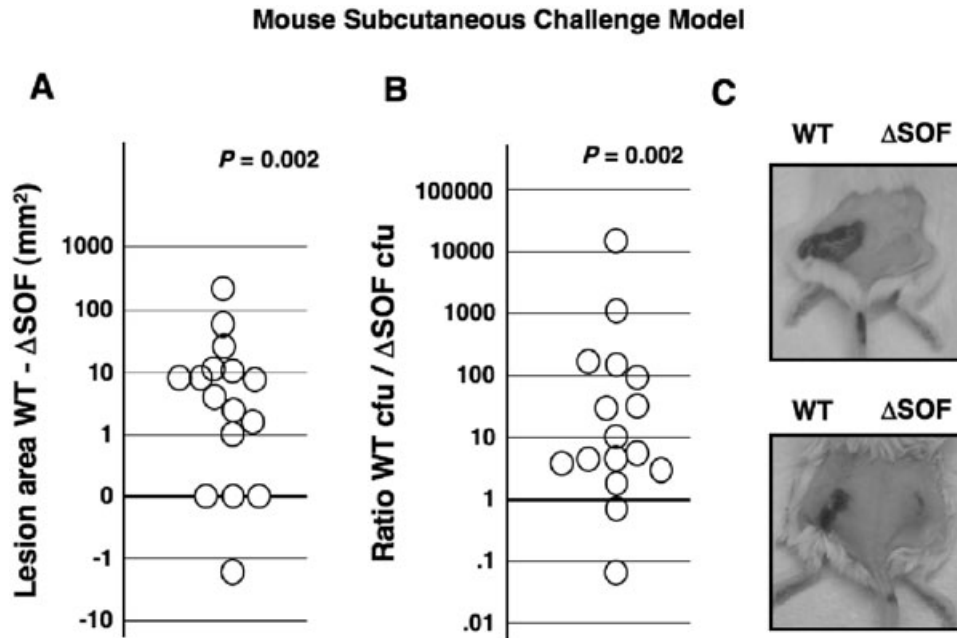 Mouse Subcutaneous Challenge Model
A
P = 0.002
Lesion area WT - ΔSOF (mm²)
1000
100
10
1
0
-1
-10
B
P = 0.002
Ratio WT cfu / ΔSOF cfu
100000
10000
1000
100
10
1
.1
.01
C
WT ΔSOF
WT ΔSOF